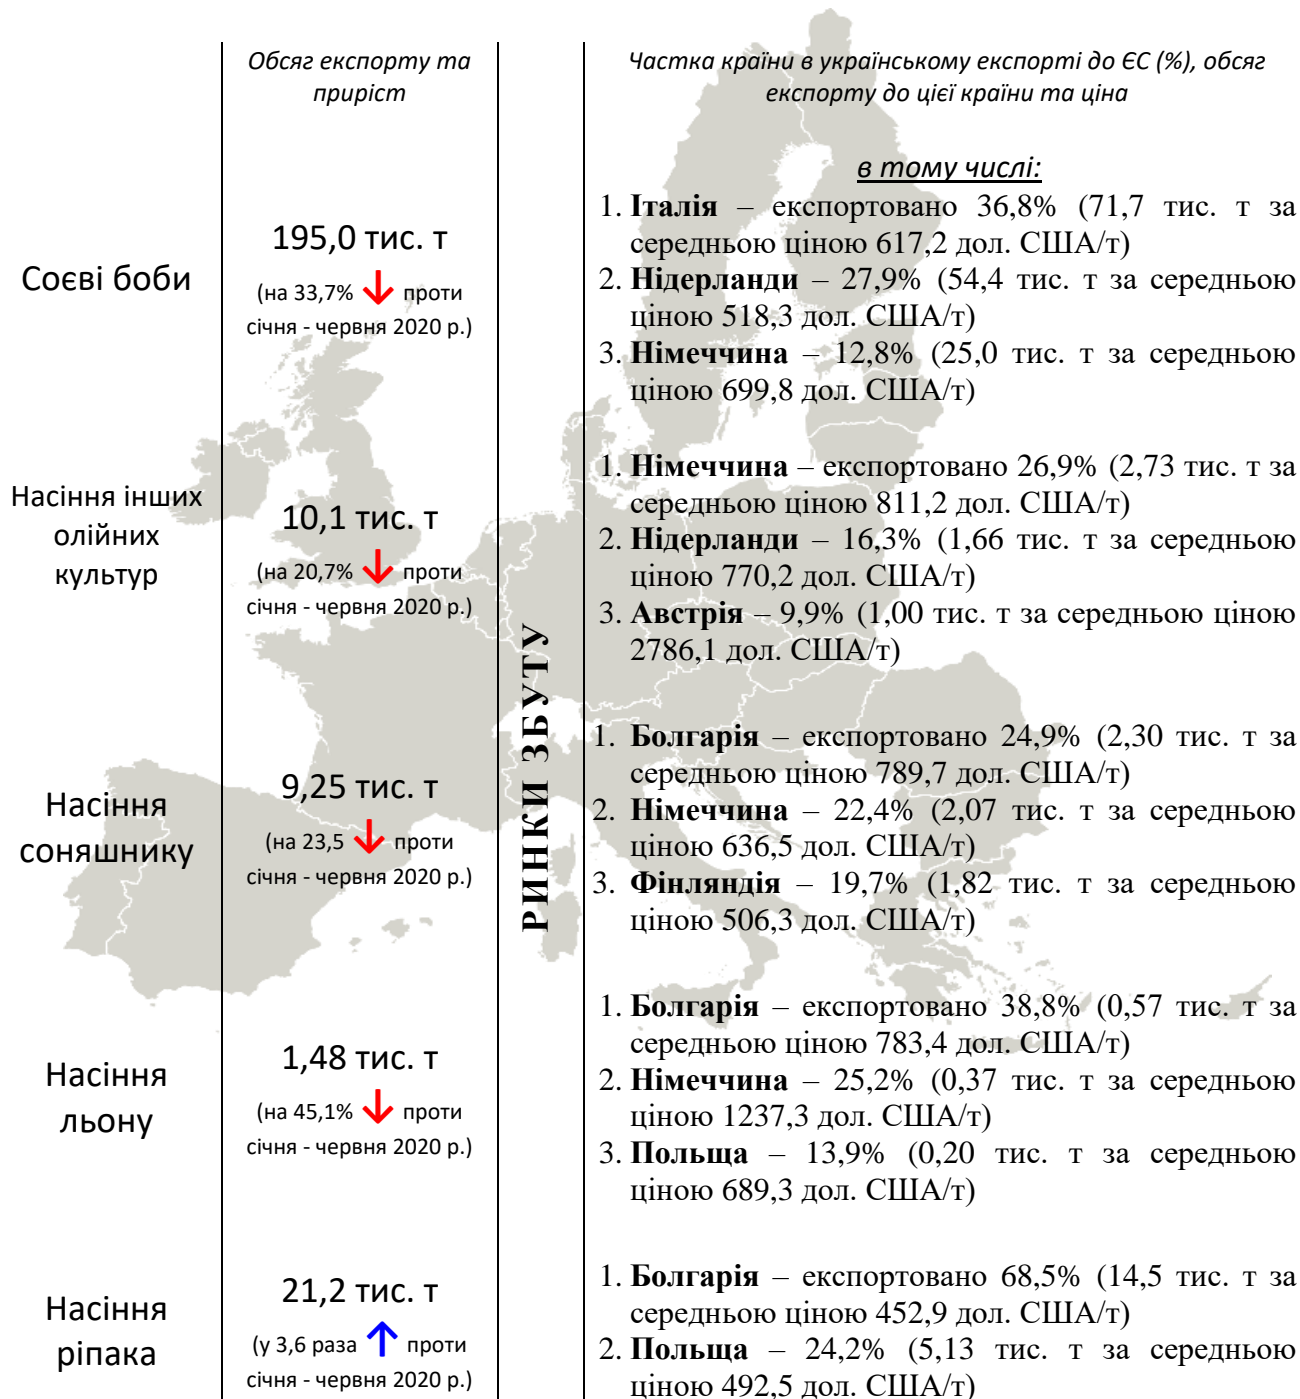 Обсяг експорту та
приріст
Частка країни в українському експорті до ЄС (%), обсяг
експорту до цієї країни та ціна
в тому числі:
Соєві боби
195,0 тис. т
(на 33,7% ↓ проти
січня - червня 2020 р.)
1. Італія – експортовано 36,8% (71,7 тис. т за
середньою ціною 617,2 дол. США/т)
2. Нідерланди – 27,9% (54,4 тис. т за середньою
ціною 518,3 дол. США/т)
3. Німеччина – 12,8% (25,0 тис. т за середньою
ціною 699,8 дол. США/т)
Насіння інших
олійних
культур
10,1 тис. т
(на 20,7% ↓ проти
січня - червня 2020 р.)
1. Німеччина – експортовано 26,9% (2,73 тис. т за
середньою ціною 811,2 дол. США/т)
2. Нідерланди – 16,3% (1,66 тис. т за середньою
ціною 770,2 дол. США/т)
3. Австрія – 9,9% (1,00 тис. т за середньою ціною
2786,1 дол. США/т)
РИНКИ ЗБУТУ
Насіння
соняшнику
9,25 тис. т
(на 23,5 ↓ проти
січня - червня 2020 р.)
1. Болгарія – експортовано 24,9% (2,30 тис. т за
середньою ціною 789,7 дол. США/т)
2. Німеччина – 22,4% (2,07 тис. т за середньою
ціною 636,5 дол. США/т)
3. Фінляндія – 19,7% (1,82 тис. т за середньою
ціною 506,3 дол. США/т)
Насіння
льону
1,48 тис. т
(на 45,1% ↓ проти
січня - червня 2020 р.)
1. Болгарія – експортовано 38,8% (0,57 тис. т за
середньою ціною 783,4 дол. США/т)
2. Німеччина – 25,2% (0,37 тис. т за середньою
ціною 1237,3 дол. США/т)
3. Польща – 13,9% (0,20 тис. т за середньою
ціною 689,3 дол. США/т)
Насіння
ріпака
21,2 тис. т
(у 3,6 раза ↑ проти
січня - червня 2020 р.)
1. Болгарія – експортовано 68,5% (14,5 тис. т за
середньою ціною 452,9 дол. США/т)
2. Польща – 24,2% (5,13 тис. т за середньою
ціною 492,5 дол. США/т)